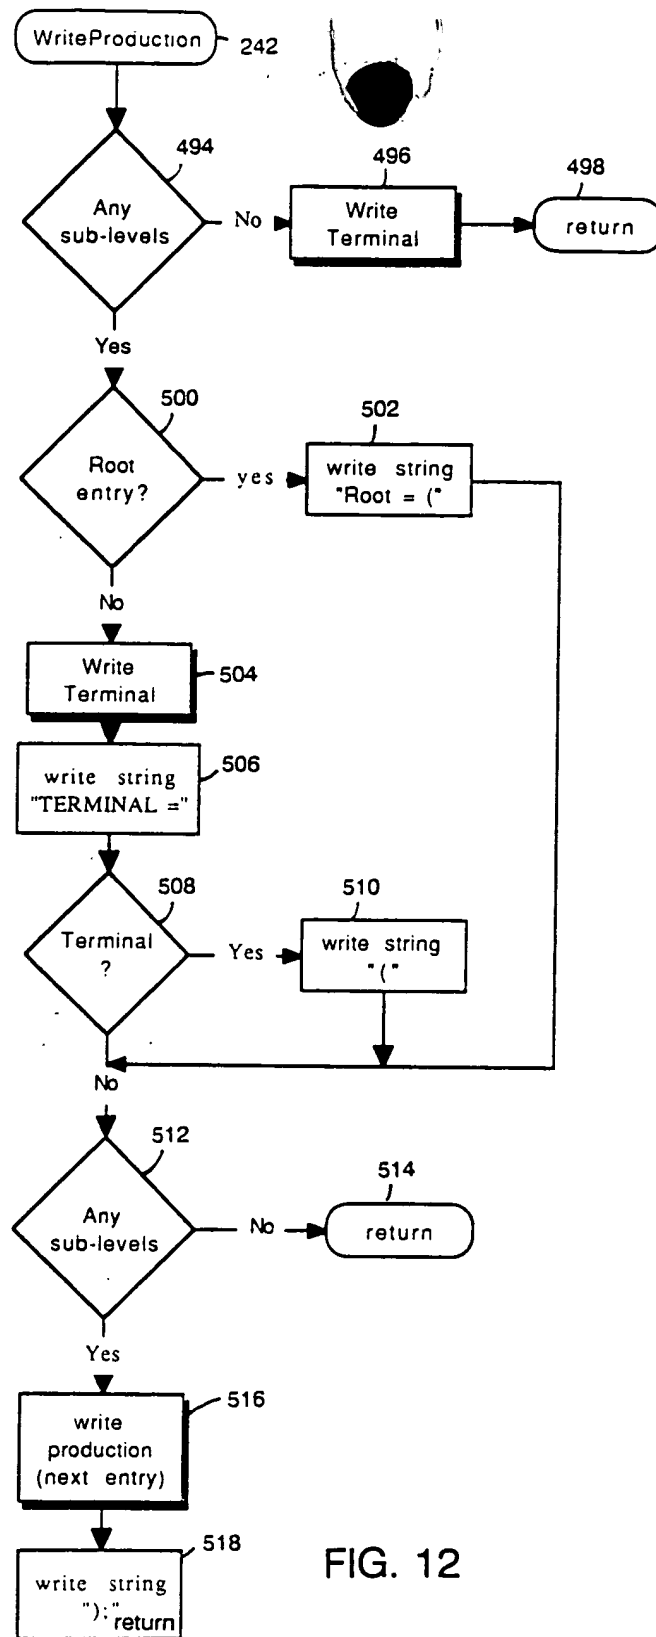 WriteProduction
242
494
Any
sub-levels
No
496
Write
Terminal
498
return
Yes
500
Root
entry?
yes
502
write string
"Root = ("
No
Write
Terminal
504
write string
"TERMINAL ="
506
508
Terminal
?
Yes
510
write string
"("
No
512
Any
sub-levels
No
514
return
Yes
516
write
production
(next entry)
518
write string
");"
return
FIG. 12